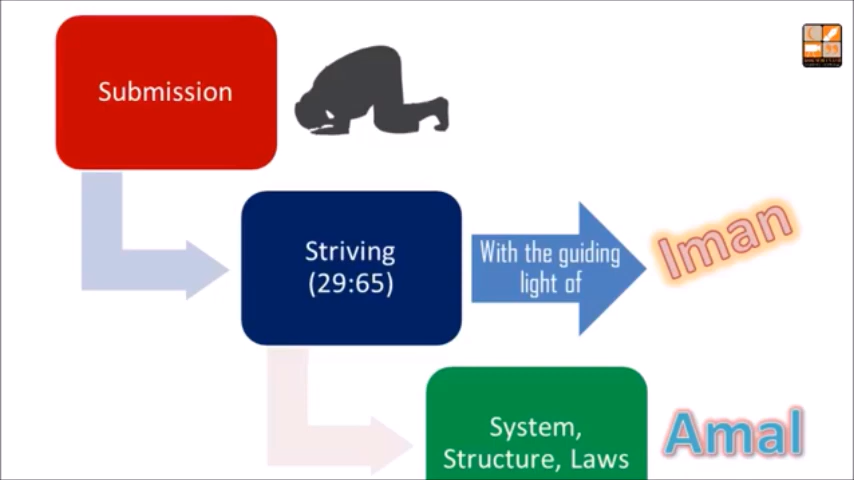 Submission
Striving
(29:65)
With the guiding
light of
Iman
System,
Structure, Laws
Amal